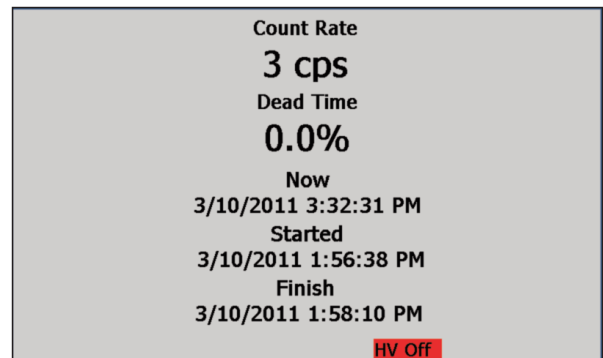 Count Rate
3 cps
Dead Time
0.0%
Now
3/10/2011 3:32:31 PM
Started
3/10/2011 1:56:38 PM
Finish
3/10/2011 1:58:10 PM
HV Off